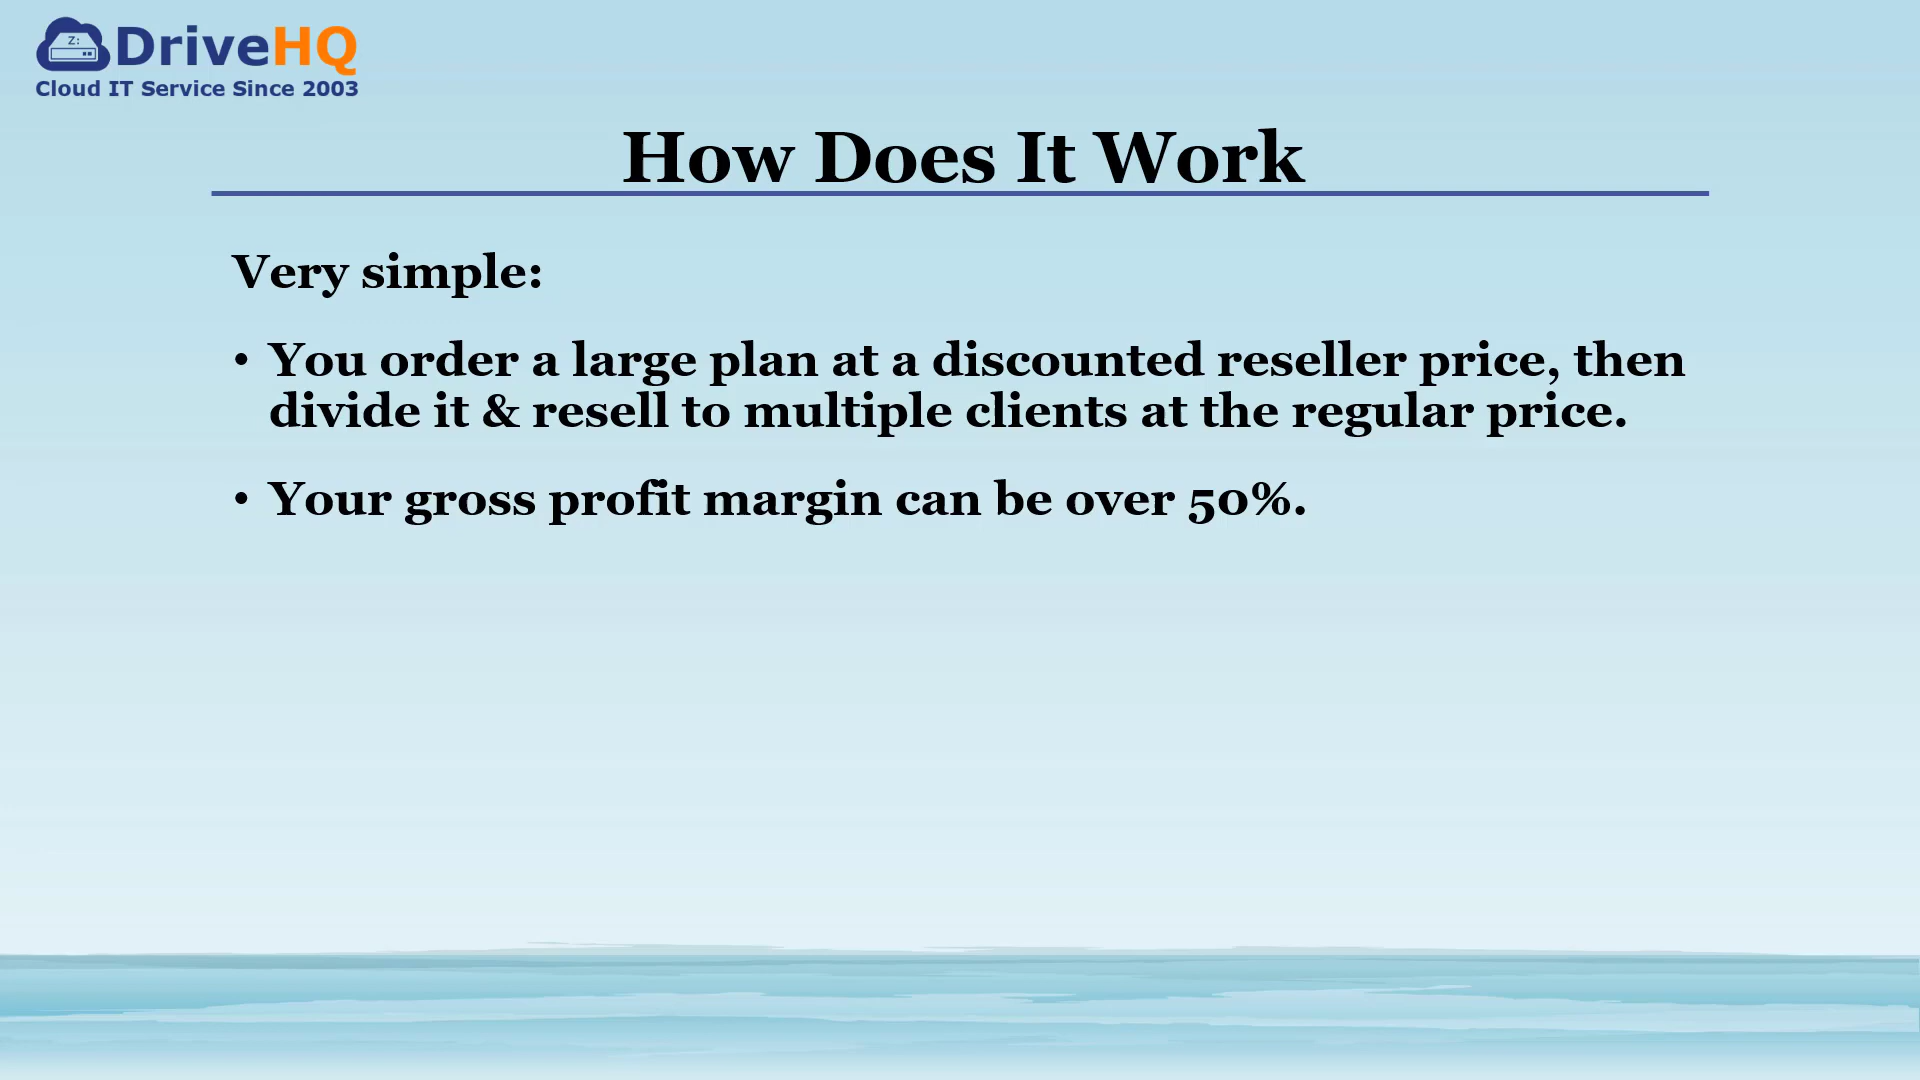 Z:
DriveHQ
Cloud IT Service Since 2003
How Does It Work
Very simple:
• You order a large plan at a discounted reseller price, then
divide it & resell to multiple clients at the regular price.
• Your gross profit margin can be over 50%.